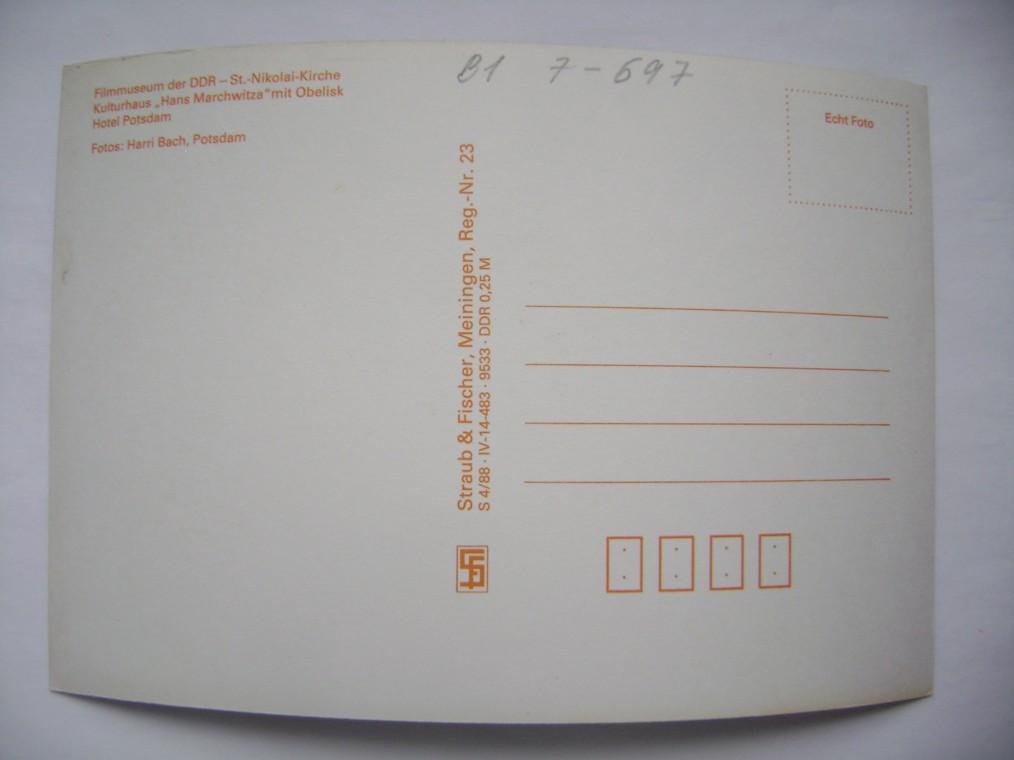 Filmmuseum der DDR – St.-Nikolai-Kirche
Kulturhaus „Hans Marchwitza" mit Obelisk
Hotel Potsdam
Fotos: Harri Bach, Potsdam
B1 7-697
Echt Foto
Straub & Fischer, Meiningen, Reg.-Nr. 23
S 4/88 · IV-14-483 · 9533 · DDR 0,25 M